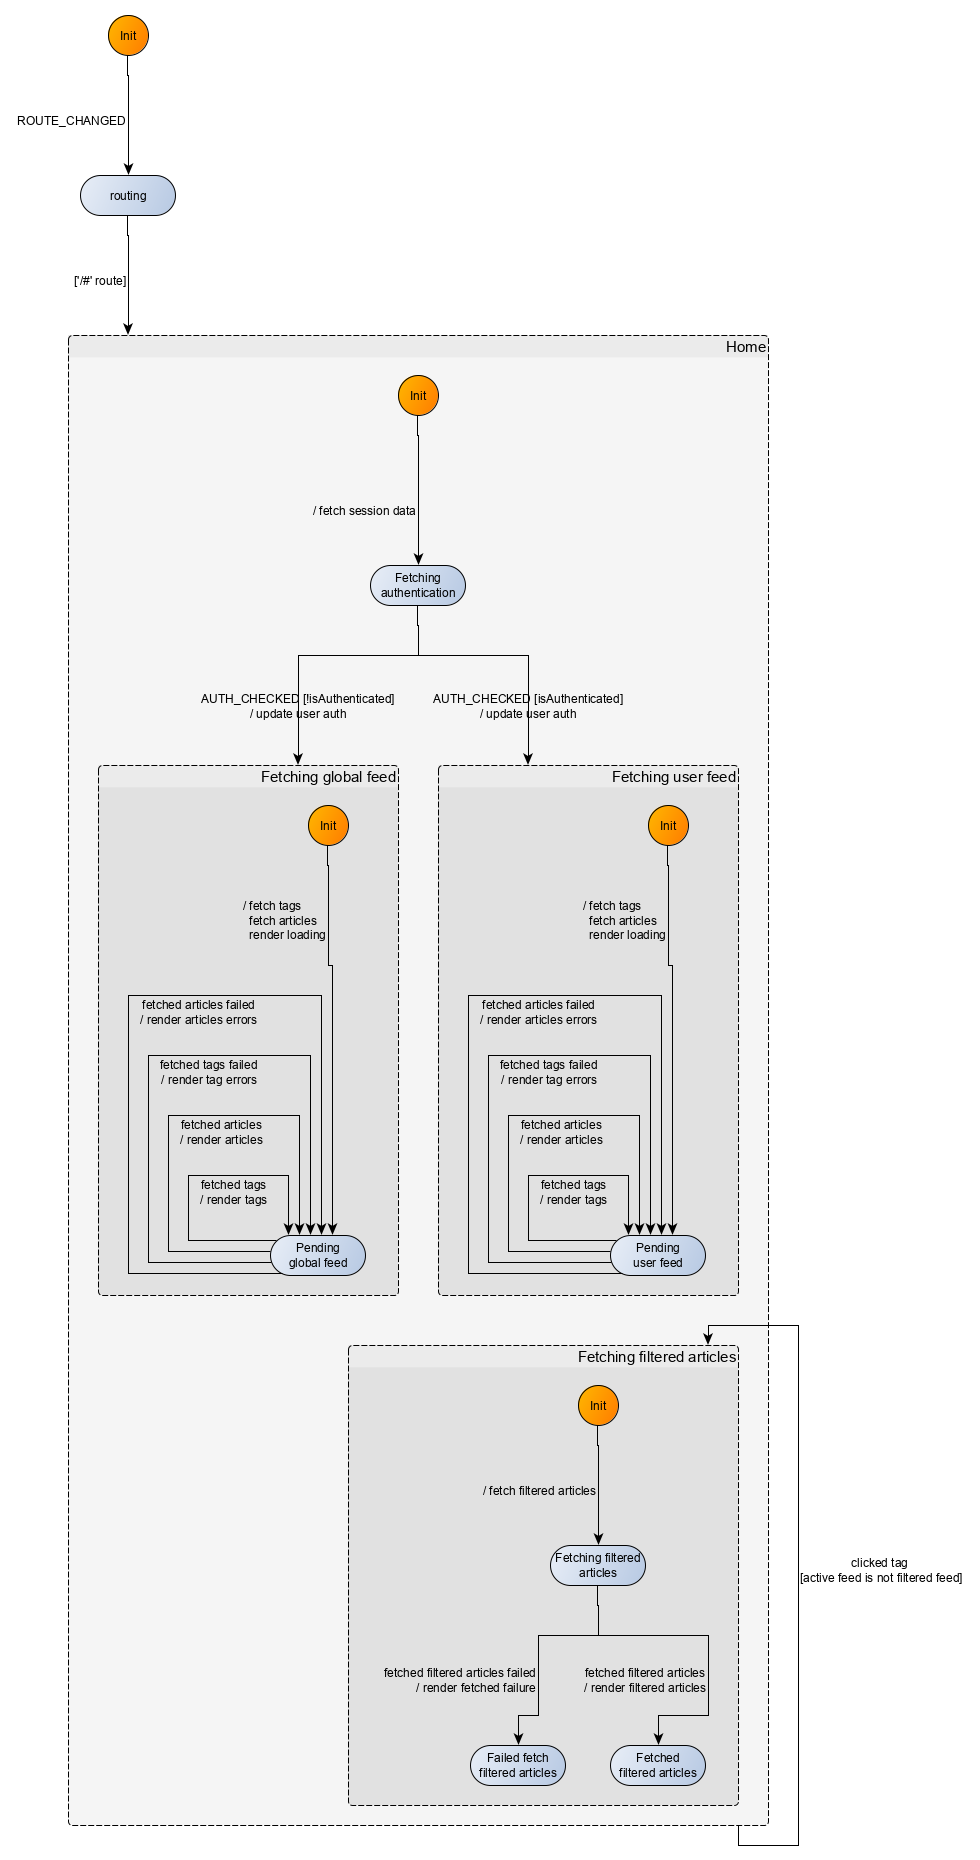 Init
ROUTE_CHANGED
routing
['/#' route]
Home
Init
/ fetch session data
Fetching
authentication
AUTH_CHECKED [!isAuthenticated]
/ update user auth
AUTH_CHECKED [isAuthenticated]
/ update user auth
Fetching global feed
Init
/ fetch tags
fetch articles
render loading
fetched articles failed
/ render articles errors
fetched tags failed
/ render tag errors
fetched articles
/ render articles
fetched tags
/ render tags
Pending
global feed
Fetching user feed
Init
/ fetch tags
fetch articles
render loading
fetched articles failed
/ render articles errors
fetched tags failed
/ render tag errors
fetched articles
/ render articles
fetched tags
/ render tags
Pending
user feed
Fetching filtered articles
Init
/ fetch filtered articles
Fetching filtered
articles
clicked tag
[active feed is not filtered feed]
fetched filtered articles failed
/ render fetched failure
fetched filtered articles
/ render filtered articles
Failed fetch
filtered articles
Fetched
filtered articles